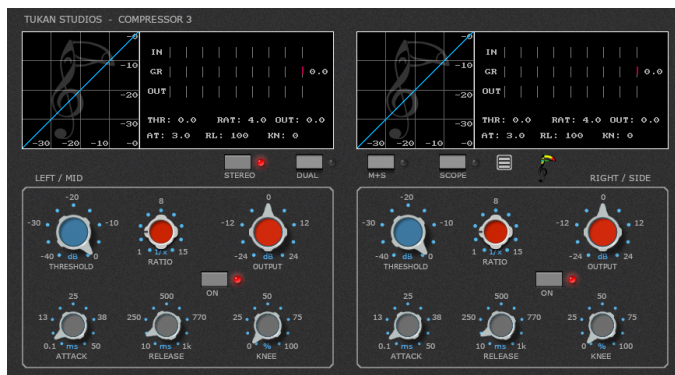 TUKAN STUDIOS - COMPRESSOR 3
-0
-10
-20
-30
-30 -20 -10 -0
IN
GR 0.0
OUT
THR: 0.0 RAT: 4.0 OUT: 0.0
AT: 3.0 RL: 100 KN: 0
-0
-10
-20
-30
-30 -20 -10 -0
IN
GR 0.0
OUT
THR: 0.0 RAT: 4.0 OUT: 0.0
AT: 3.0 RL: 100 KN: 0
STEREO DUAL M+S SCOPE
LEFT / MID
RIGHT / SIDE
-20
-30 -10
-40 dB 0
THRESHOLD
8
1 1/x 15
RATIO
0
-12 12
-24 dB 24
OUTPUT
ON
25
13 38
0.1 ms 50
ATTACK
500
250 770
10 ms 1k
RELEASE
50
25 75
0 % 100
KNEE
-20
-30 -10
-40 dB 0
THRESHOLD
8
1 1/x 15
RATIO
0
-12 12
-24 dB 24
OUTPUT
ON
25
13 38
0.1 ms 50
ATTACK
500
250 770
10 ms 1k
RELEASE
50
25 75
0 % 100
KNEE